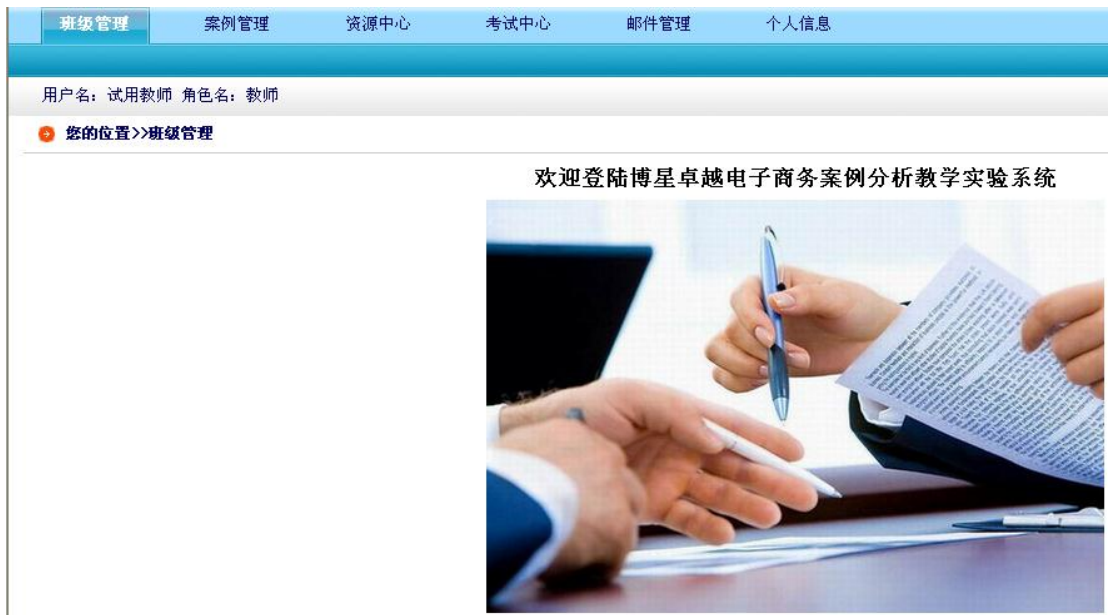 班级管理 案例管理 资源中心 考试中心 邮件管理 个人信息
用户名：试用教师 角色名：教师
您的位置>>班级管理
欢迎登陆博星卓越电子商务案例分析教学实验系统